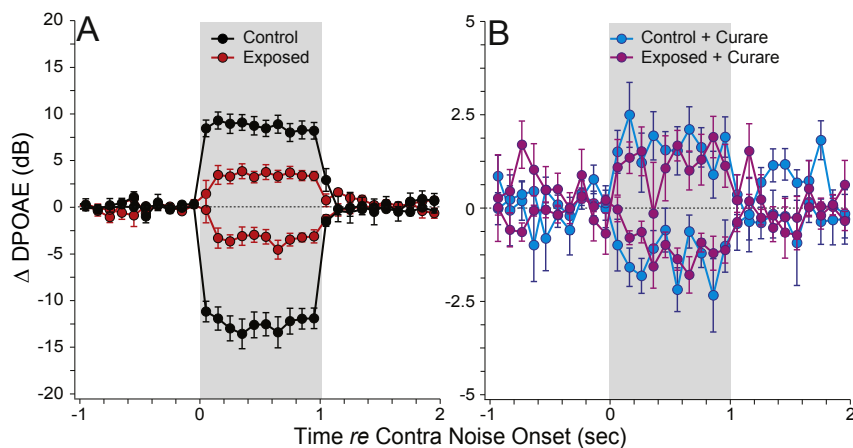 A
Control
Exposed
B
Control + Curare
Exposed + Curare
Δ DPOAE (dB)
20
15
10
5
0
-5
-10
-15
-20
5
2.5
0
-2.5
-5
-1
0
1
2
-1
0
1
2
Time re Contra Noise Onset (sec)